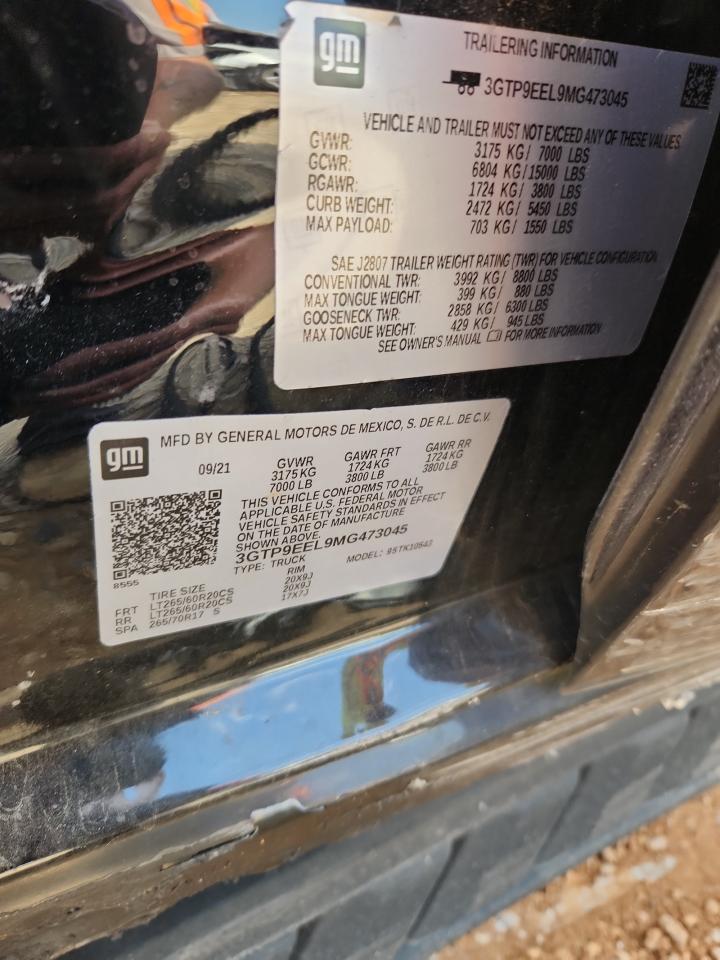 gm
TRAILERING INFORMATION
3GTP9EEL9MG473045
VEHICLE AND TRAILER MUST NOT EXCEED ANY OF THESE VALUES
GVWR: 3175 KG/ 7000 LBS
GCWR: 6804 KG/15000 LBS
RGAWR: 1724 KG/ 3800 LBS
CURB WEIGHT: 2472 KG/ 5450 LBS
MAX PAYLOAD: 703 KG/ 1550 LBS
SAE J2807 TRAILER WEIGHT RATING (TWR) FOR VEHICLE CONFIGURATION
CONVENTIONAL TWR: 3992 KG/ 8800 LBS
MAX TONGUE WEIGHT: 399 KG/ 880 LBS
GOOSENECK TWR: 2858 KG/ 6300 LBS
MAX TONGUE WEIGHT: 429 KG/ 945 LBS
SEE OWNER'S MANUAL FOR MORE INFORMATION
gm
MFD BY GENERAL MOTORS DE MEXICO, S. DE R.L. DE C.V.
09/21 GVWR GAWR FRT GAWR RR
3175 KG 1724 KG 1724 KG
7000 LB 3800 LB 3800 LB
THIS VEHICLE CONFORMS TO ALL
APPLICABLE U.S. FEDERAL MOTOR
VEHICLE SAFETY STANDARDS IN EFFECT
ON THE DATE OF MANUFACTURE
SHOWN ABOVE.
3GTP9EEL9MG473045
TYPE: TRUCK MODEL: 9STK10543
8555
TIRE SIZE RIM
FRT LT265/60R20CS 20X9J
RR LT265/60R20CS 20X9J
SPA 265/70R17 S 17X7J